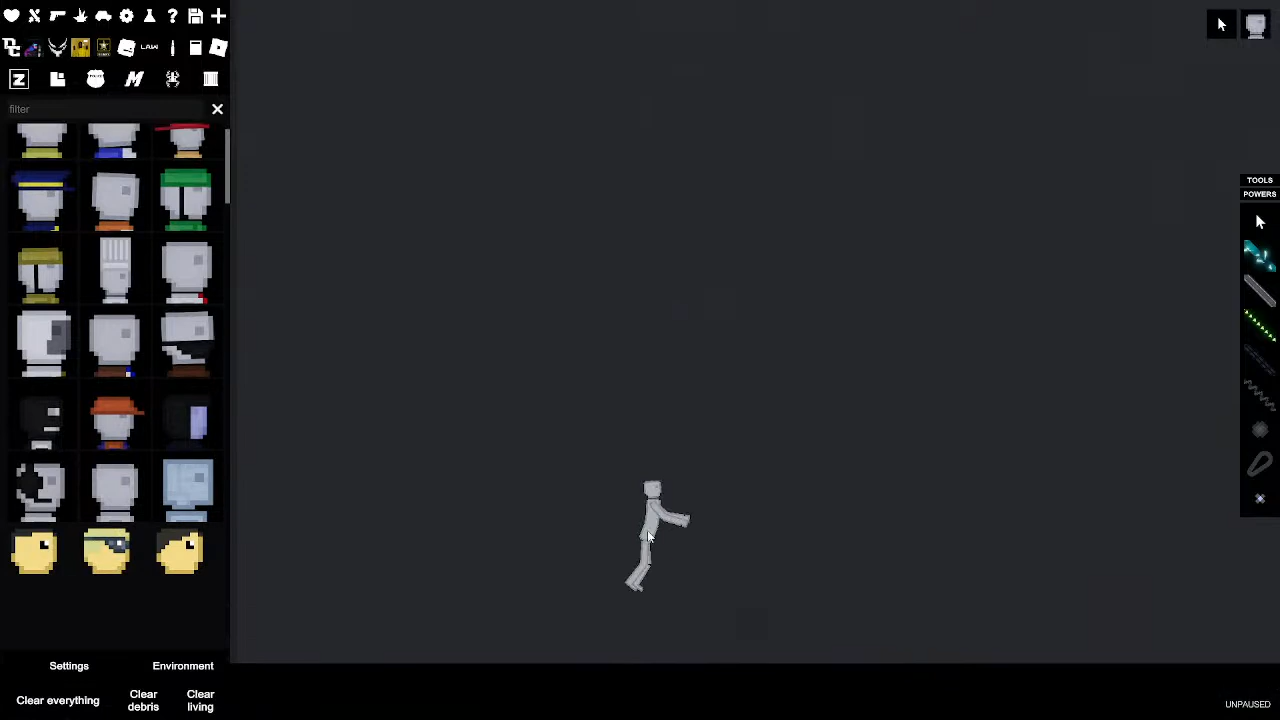 LAW
Z
M
filter
TOOLS
POWERS
Settings
Environment
Clear everything
Clear
debris
Clear
living
UNPAUSED